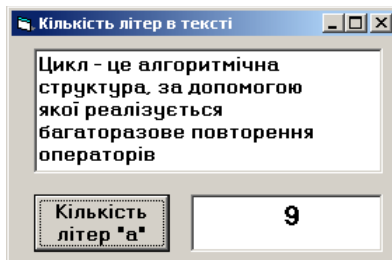 Кількість літер в тексті
Цикл - це алгоритмічна
структура, за допомогою
якої реалізується
багаторазове повторення
операторів
Кількість
літер "а"
9